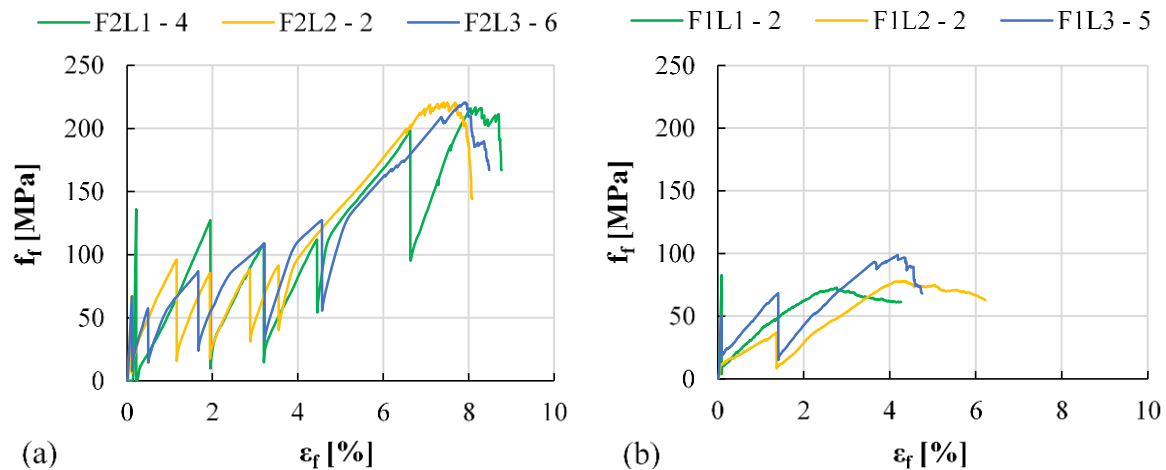 F2L1 - 4 F2L2 - 2 F2L3 - 6
250
200
150
100
50
0
f_f [MPa]
0 2 4 6 8 10
ε_f [%]
(a)
F1L1 - 2 F1L2 - 2 F1L3 - 5
250
200
150
100
50
0
f_f [MPa]
0 2 4 6 8 10
ε_f [%]
(b)